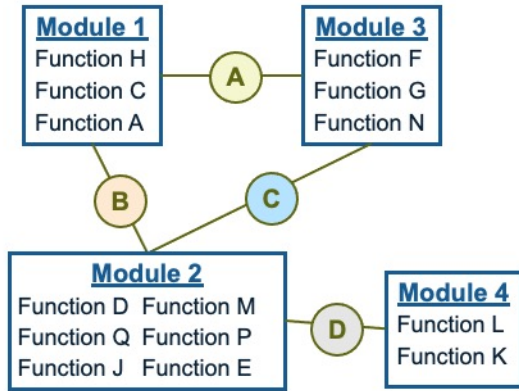 Module 1
Function H
Function C
Function A
A
Module 3
Function F
Function G
Function N
B
C
Module 2
Function D Function M
Function Q Function P
Function J Function E
D
Module 4
Function L
Function K